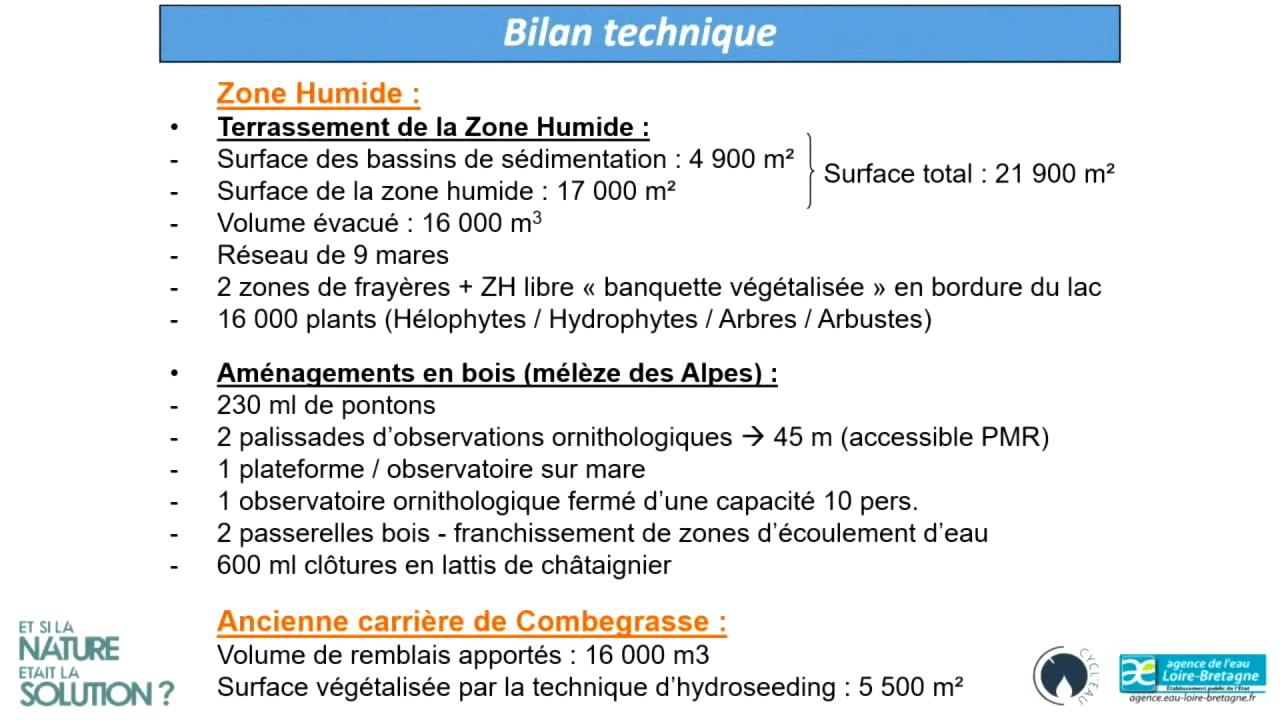 Bilan technique
Zone Humide :
• Terrassement de la Zone Humide :
- Surface des bassins de sédimentation : 4 900 m²
- Surface de la zone humide : 17 000 m²
Surface total : 21 900 m²
- Volume évacué : 16 000 m³
- Réseau de 9 mares
- 2 zones de frayères + ZH libre « banquette végétalisée » en bordure du lac
- 16 000 plants (Hélophytes / Hydrophytes / Arbres / Arbustes)
• Aménagements en bois (mélèze des Alpes) :
- 230 ml de pontons
- 2 palissades d’observations ornithologiques → 45 m (accessible PMR)
- 1 plateforme / observatoire sur mare
- 1 observatoire ornithologique fermé d’une capacité 10 pers.
- 2 passerelles bois - franchissement de zones d’écoulement d’eau
- 600 ml clôtures en lattis de châtaignier
Ancienne carrière de Combegrasse :
Volume de remblais apportés : 16 000 m3
Surface végétalisée par la technique d’hydroseeding : 5 500 m²
ET SI LA
NATURE
ETAIT LA
SOLUTION ?
CYCL'EAU
agence de l'eau
Loire-Bretagne
Établissement public de l'État
agence.eau-loire-bretagne.fr